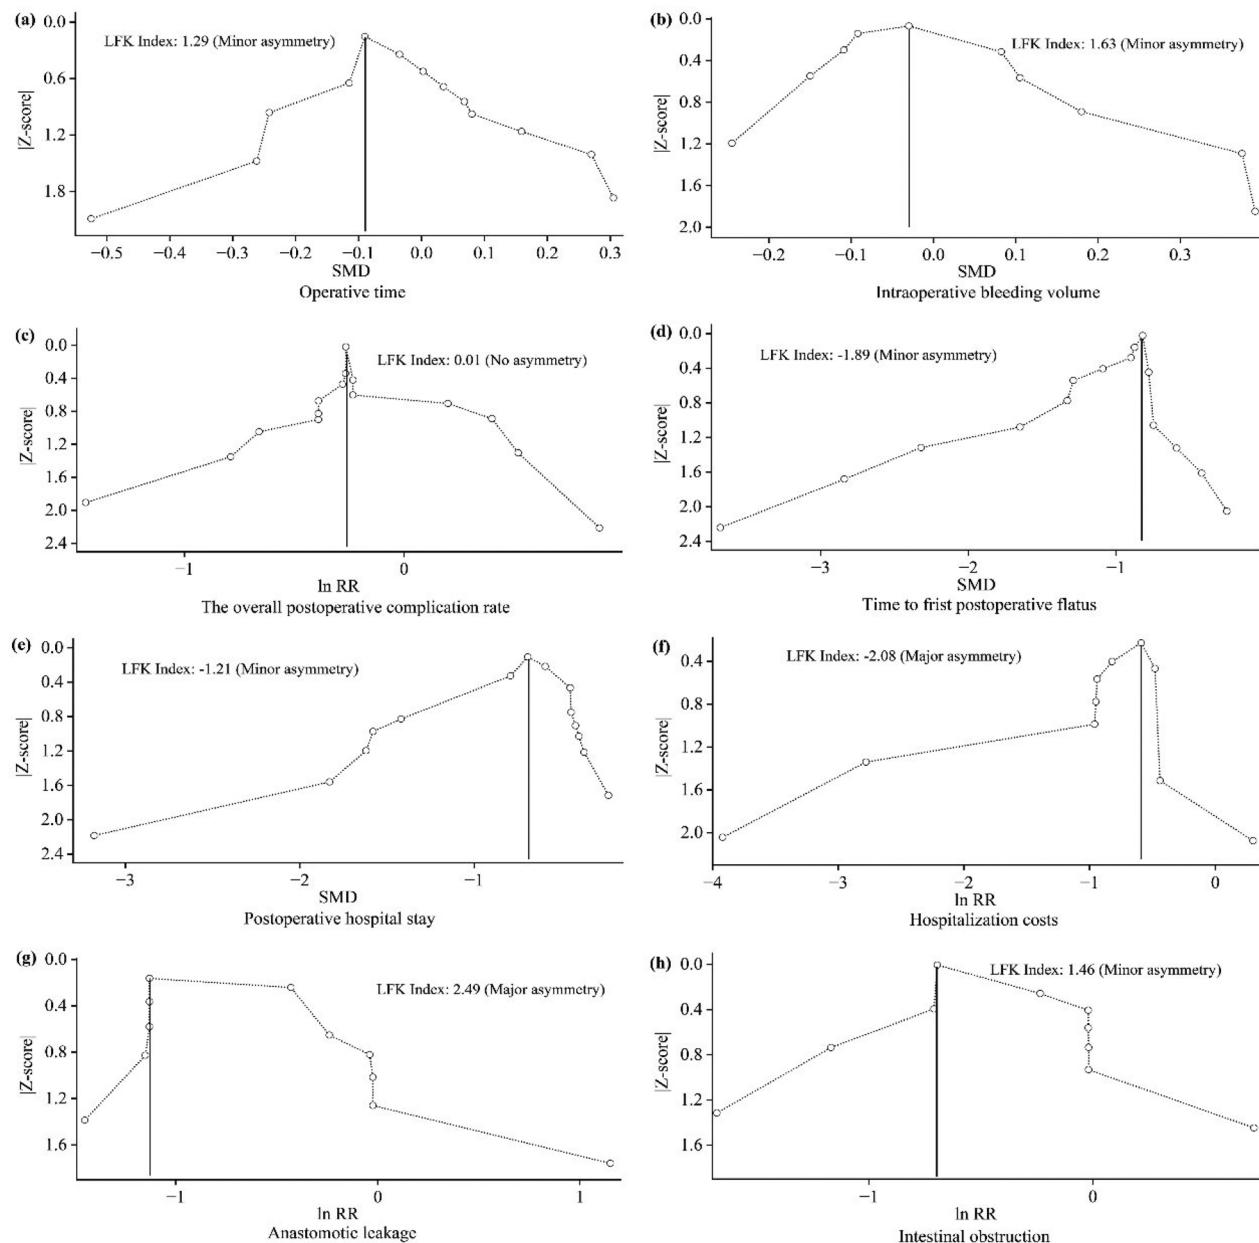 (a)
LFK Index: 1.29 (Minor asymmetry)
|Z-score|
0.0
0.6
1.2
1.8
−0.5 −0.4 −0.3 −0.2 −0.1 0.0 0.1 0.2 0.3
SMD
Operative time
(b)
LFK Index: 1.63 (Minor asymmetry)
|Z-score|
0.0
0.4
0.8
1.2
1.6
2.0
−0.2 −0.1 0.0 0.1 0.2 0.3
SMD
Intraoperative bleeding volume
(c)
LFK Index: 0.01 (No asymmetry)
|Z-score|
0.0
0.4
0.8
1.2
1.6
2.0
2.4
−1 0
ln RR
The overall postoperative complication rate
(d)
LFK Index: -1.89 (Minor asymmetry)
|Z-score|
0.0
0.4
0.8
1.2
1.6
2.0
2.4
−3 −2 −1
SMD
Time to frist postoperative flatus
(e)
LFK Index: -1.21 (Minor asymmetry)
|Z-score|
0.0
0.4
0.8
1.2
1.6
2.0
2.4
−3 −2 −1
SMD
Postoperative hospital stay
(f)
LFK Index: -2.08 (Major asymmetry)
|Z-score|
0.4
0.8
1.2
1.6
2.0
−4 −3 −2 −1 0
ln RR
Hospitalization costs
(g)
LFK Index: 2.49 (Major asymmetry)
|Z-score|
0.0
0.4
0.8
1.2
1.6
−1 0 1
ln RR
Anastomotic leakage
(h)
LFK Index: 1.46 (Minor asymmetry)
|Z-score|
0.0
0.4
0.8
1.2
1.6
−1 0
ln RR
Intestinal obstruction